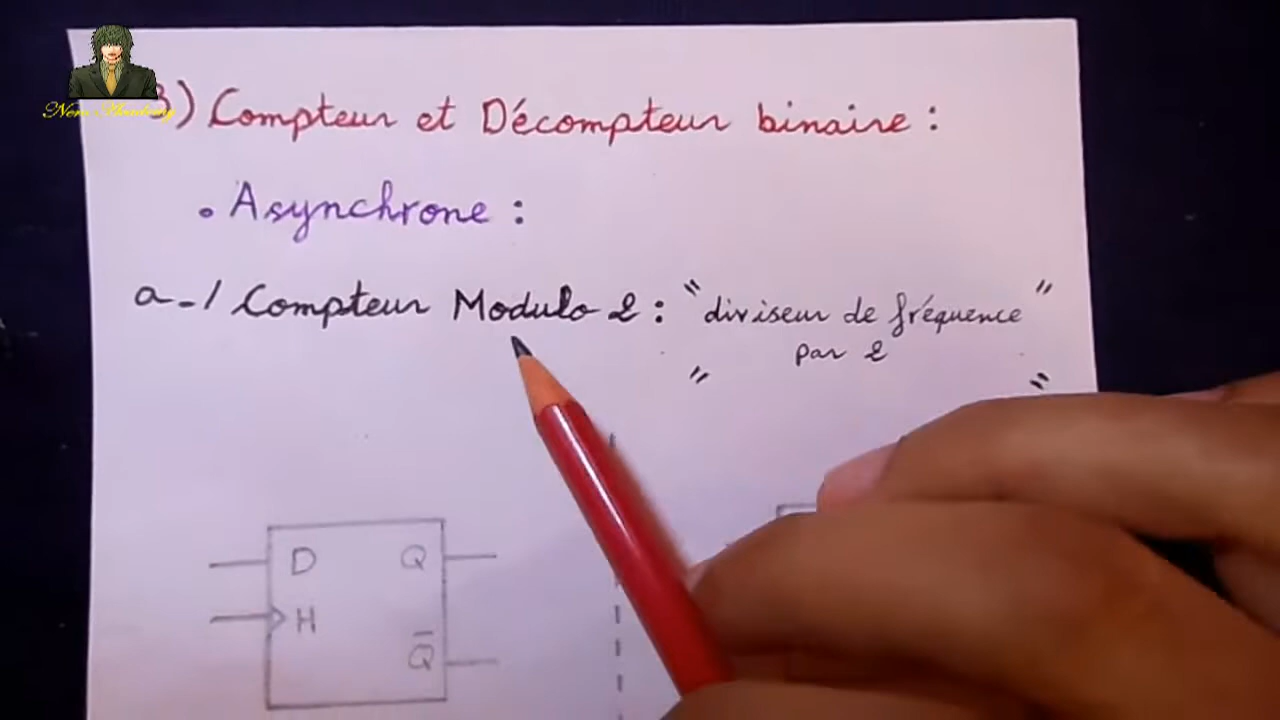 3) Compteur et Décompteur binaire :
• Asynchrone :
a-/ Compteur Modulo 2 : "diviseur de fréquence par 2"
D Q
H
Q̅